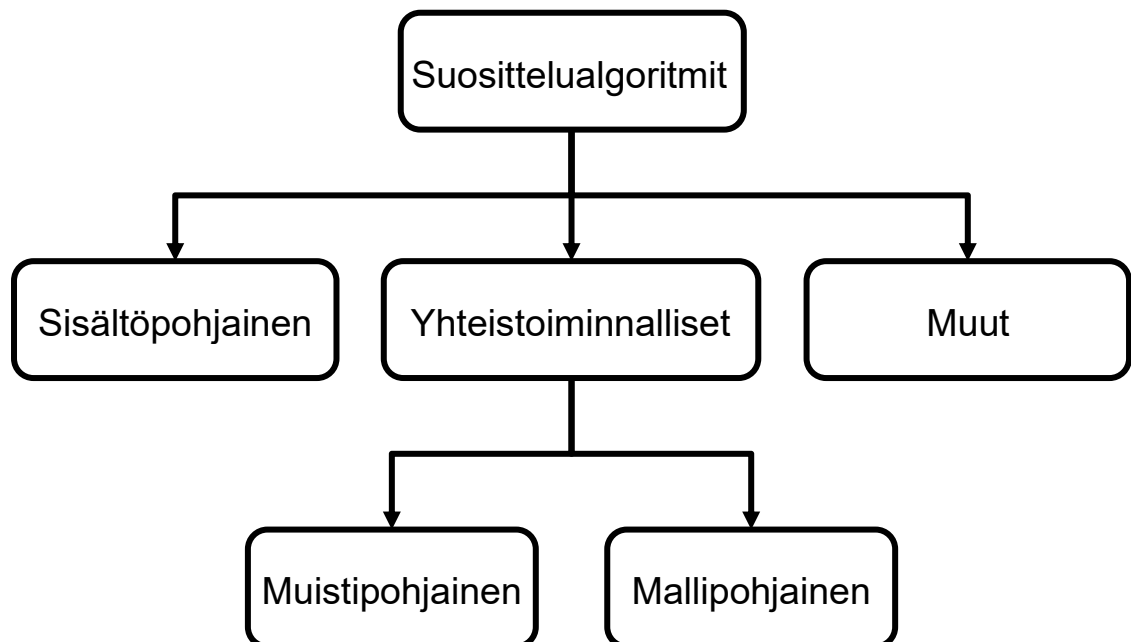 Suosittelualgoritmit
Sisältöpohjainen
Yhteistoiminnalliset
Muut
Muistipohjainen
Mallipohjainen